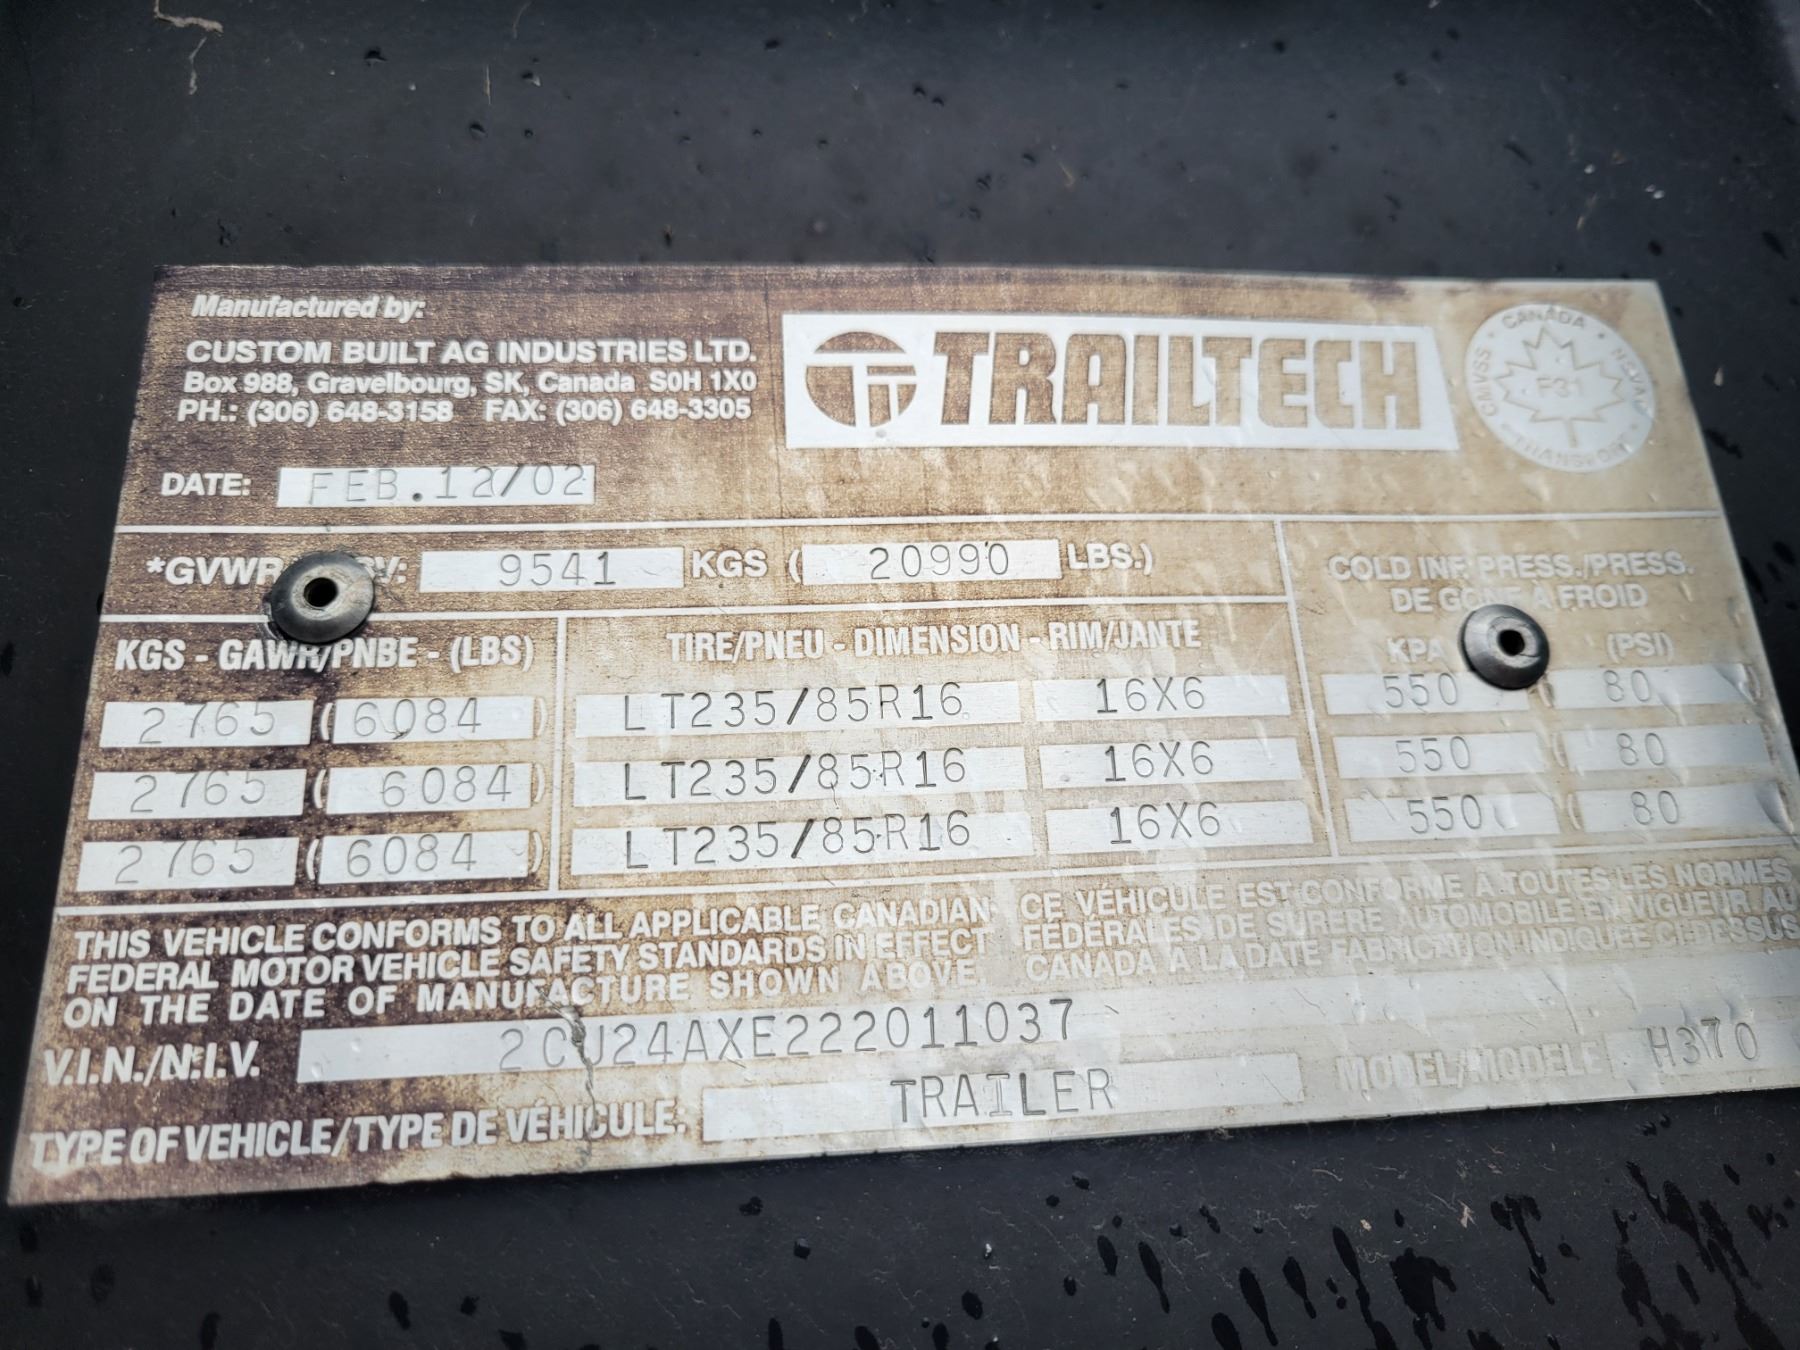 Manufactured by:
CUSTOM BUILT AG INDUSTRIES LTD.
Box 988, Gravelbourg, SK, Canada S0H 1X0
PH.: (306) 648-3158 FAX: (306) 648-3305
TT TRAILTECH
CANADA
CMVSS NSVAC
F31
TRANSPORT
DATE: FEB.12/02
*GVWR 9541 KGS ( 20990 LBS.)
COLD INF. PRESS./PRESS.
DE GONF. À FROID
KPA (PSI)
KGS - GAWR/PNBE - (LBS) TIRE/PNEU - DIMENSION - RIM/JANTE
2765 ( 6084 ) LT235/85R16 16X6 550 ( 80
2765 ( 6084 ) LT235/85R16 16X6 550 ( 80
2765 ( 6084 ) LT235/85R16 16X6 550 ( 80
THIS VEHICLE CONFORMS TO ALL APPLICABLE CANADIAN
FEDERAL MOTOR VEHICLE SAFETY STANDARDS IN EFFECT
ON THE DATE OF MANUFACTURE SHOWN ABOVE.
CE VÉHICULE EST CONFORME À TOUTES LES NORMES
FÉDÉRALES DE SURERE AUTOMOBILE EN VIGUEUR AU
CANADA A LA DATE FABRICATION INDIQUÉE CI-DESSUS
V.I.N./N.I.V. 2CU24AXE222011037
TYPE OF VEHICLE/TYPE DE VÉHICULE: TRAILER MODEL/MODELE H370